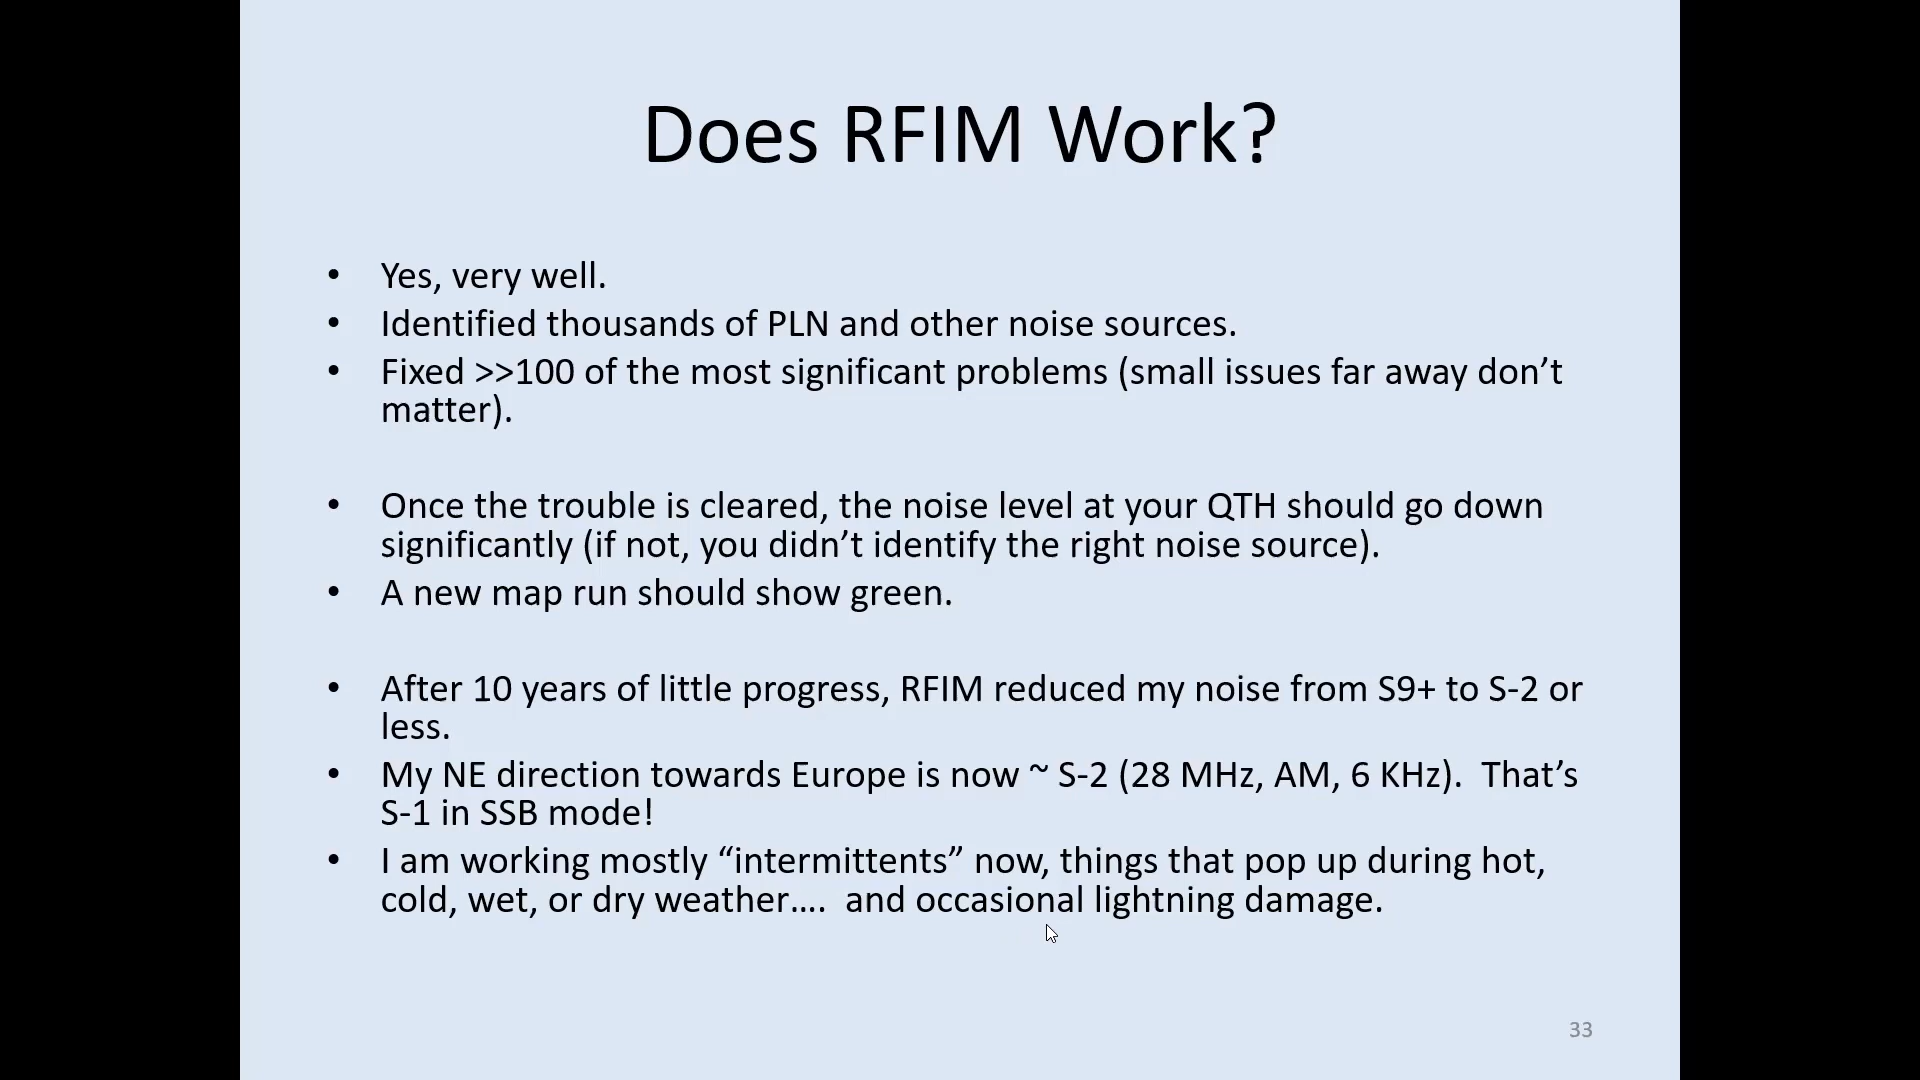 Does RFIM Work?
• Yes, very well.
• Identified thousands of PLN and other noise sources.
• Fixed >>100 of the most significant problems (small issues far away don’t
matter).
• Once the trouble is cleared, the noise level at your QTH should go down
significantly (if not, you didn’t identify the right noise source).
• A new map run should show green.
• After 10 years of little progress, RFIM reduced my noise from S9+ to S-2 or
less.
• My NE direction towards Europe is now ~ S-2 (28 MHz, AM, 6 KHz).  That’s
S-1 in SSB mode!
• I am working mostly “intermittents” now, things that pop up during hot,
cold, wet, or dry weather….  and occasional lightning damage.
33